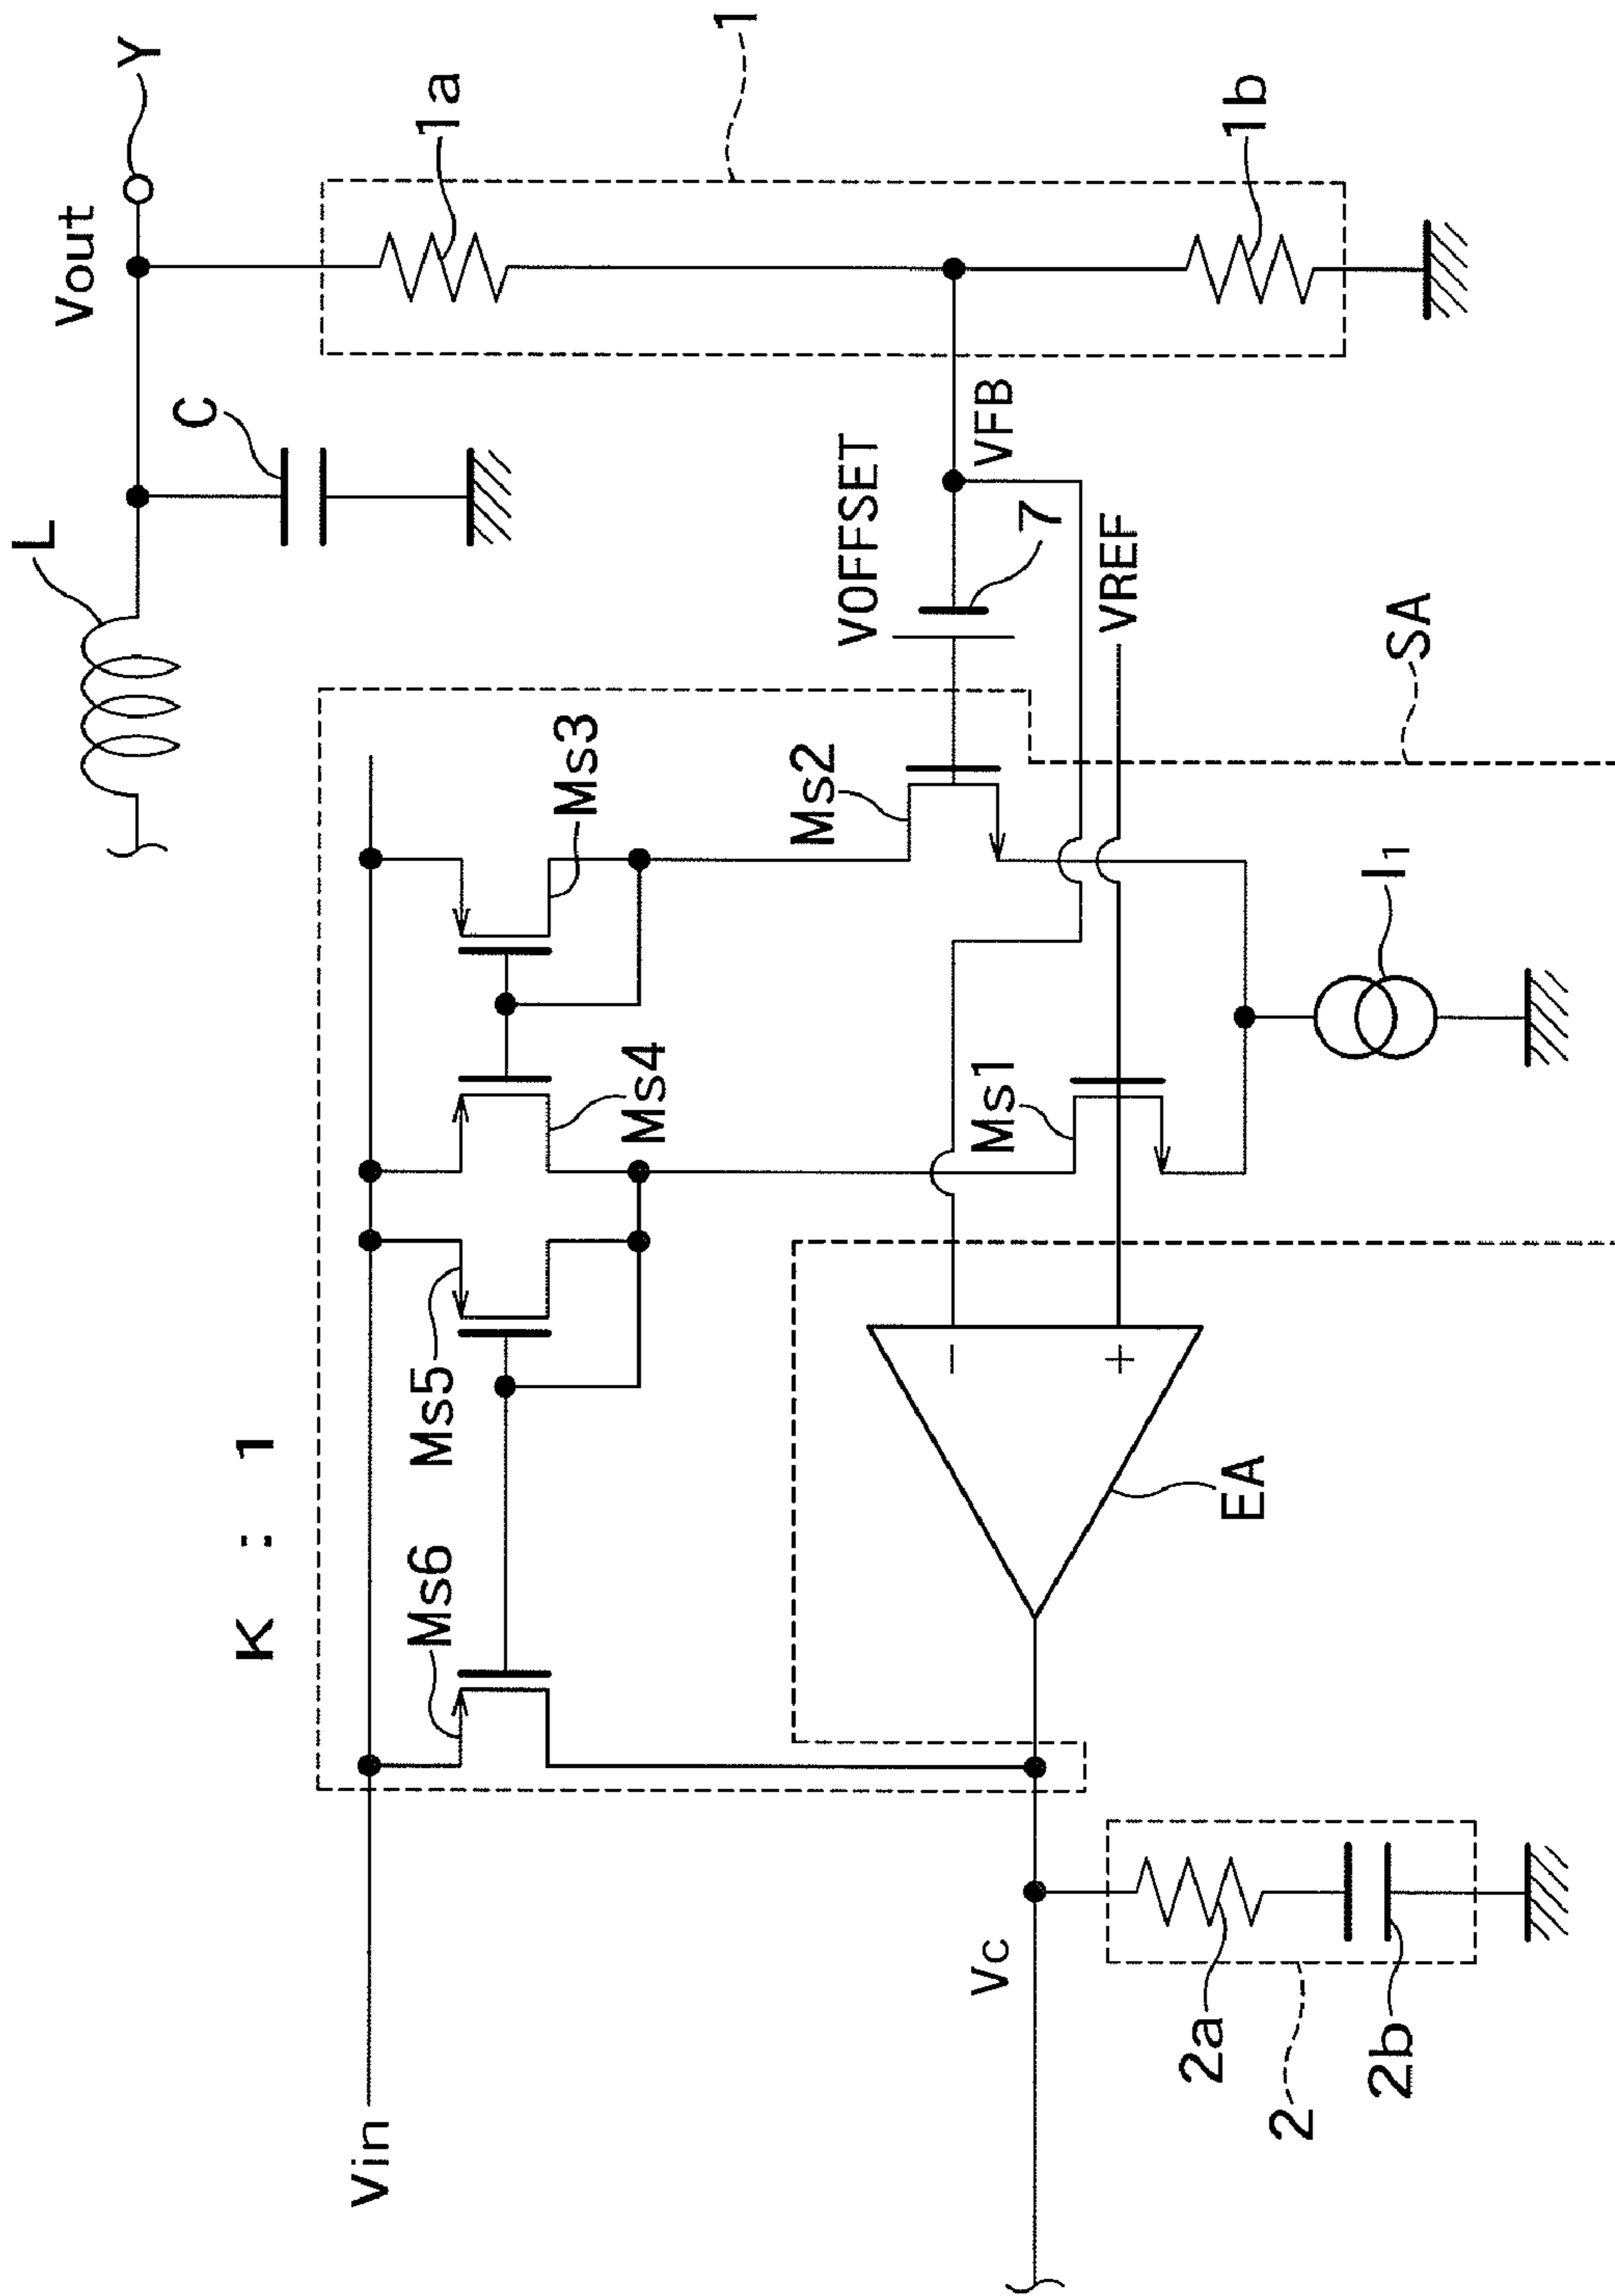 L
Vout
Y
C
1a
1
1b
K : 1
Vin
Ms6
Ms5
Ms4
Ms3
Ms2
VOFFSET
VFB
7
VREF
Ms1
SA
−
+
EA
I1
Vc
2a
2
2b